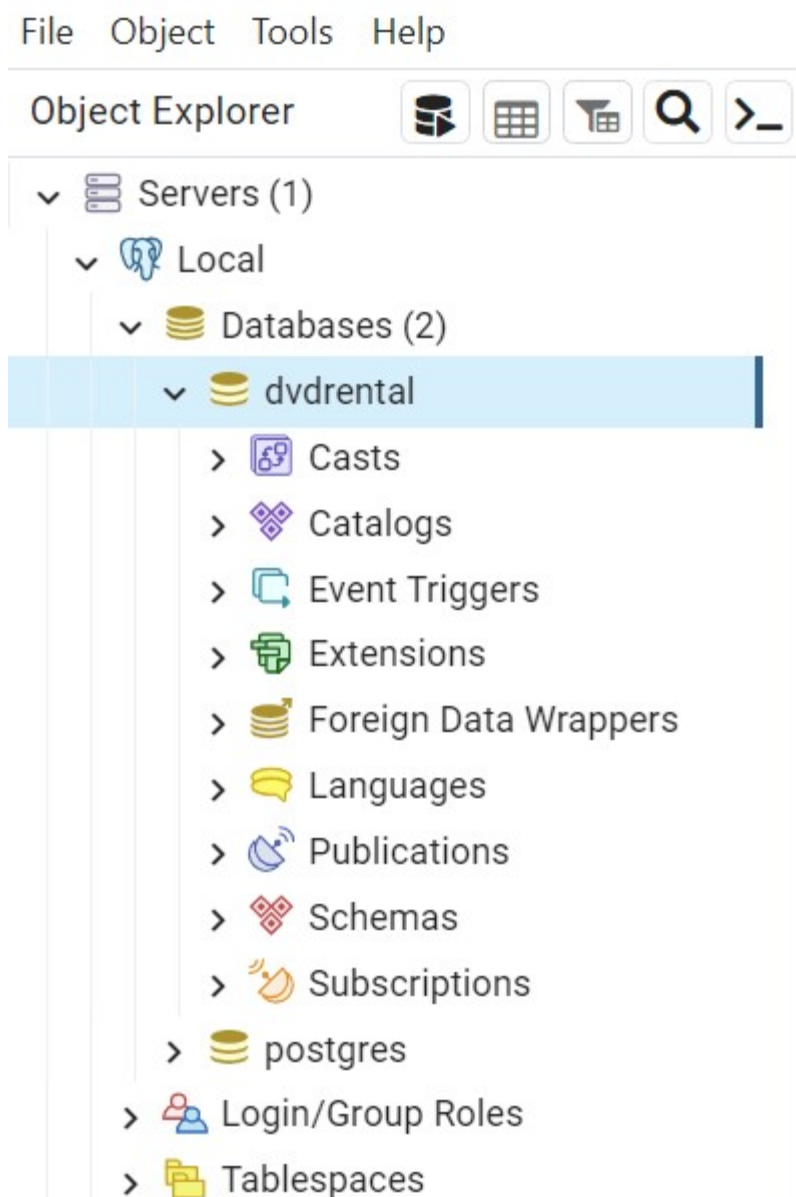 File Object Tools Help
Object Explorer
Servers (1)
Local
Databases (2)
dvdrental
Casts
Catalogs
Event Triggers
Extensions
Foreign Data Wrappers
Languages
Publications
Schemas
Subscriptions
postgres
Login/Group Roles
Tablespaces